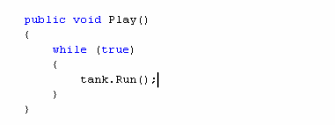 public void Play()
{
while (true)
{
tank.Run();
}
}